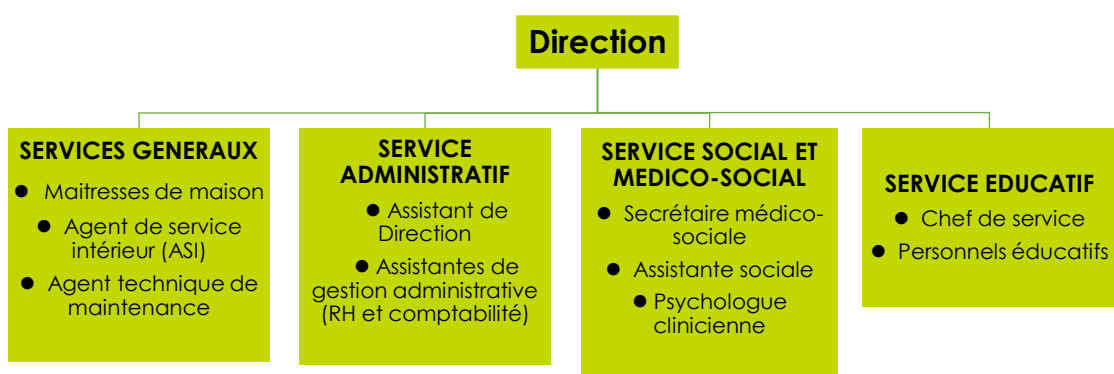 Direction
SERVICES GENERAUX
● Maitresses de maison
● Agent de service
intérieur (ASI)
● Agent technique de
maintenance
SERVICE
ADMINISTRATIF
● Assistant de
Direction
● Assistantes de
gestion administrative
(RH et comptabilité)
SERVICE SOCIAL ET
MEDICO-SOCIAL
● Secrétaire médico-
sociale
● Assistante sociale
● Psychologue
clinicienne
SERVICE EDUCATIF
● Chef de service
● Personnels éducatifs